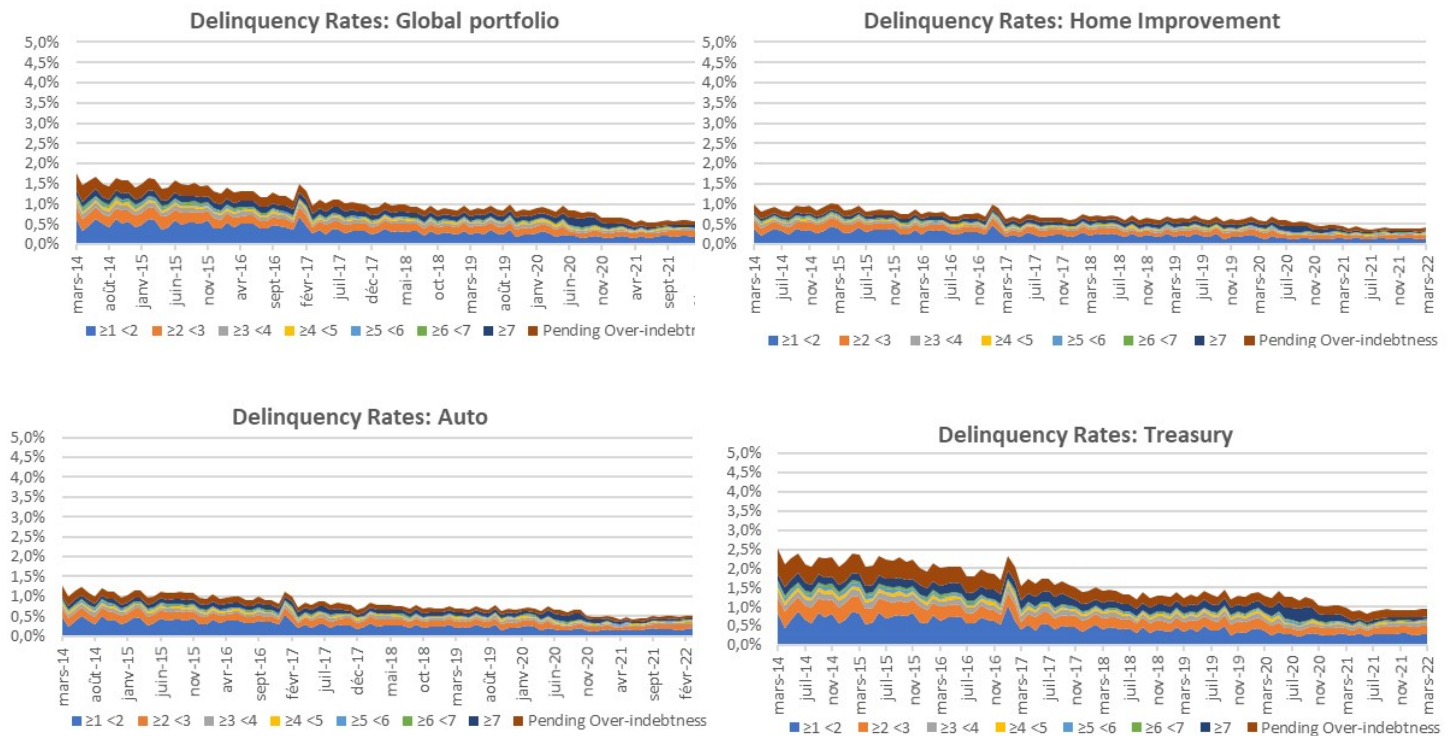 Delinquency Rates: Global portfolio
5,0%
4,5%
4,0%
3,5%
3,0%
2,5%
2,0%
1,5%
1,0%
0,5%
0,0%
mars-14
août-14
janv-15
juin-15
nov-15
avr-16
sept-16
févr-17
juil-17
déc-17
mai-18
oct-18
mars-19
août-19
janv-20
juin-20
nov-20
avr-21
sept-21
≥1 <2 ≥2 <3 ≥3 <4 ≥4 <5 ≥5 <6 ≥6 <7 ≥7 Pending Over-indebt
Delinquency Rates: Home Improvement
5,0%
4,5%
4,0%
3,5%
3,0%
2,5%
2,0%
1,5%
1,0%
0,5%
0,0%
mars-14
juil-14
nov-14
mars-15
juil-15
nov-15
mars-16
juil-16
nov-16
mars-17
juil-17
nov-17
mars-18
juil-18
nov-18
mars-19
juil-19
nov-19
mars-20
juil-20
nov-20
mars-21
juil-21
nov-21
mars-22
≥1 <2 ≥2 <3 ≥3 <4 ≥4 <5 ≥5 <6 ≥6 <7 ≥7 Pending Over-indebtness
Delinquency Rates: Auto
5,0%
4,5%
4,0%
3,5%
3,0%
2,5%
2,0%
1,5%
1,0%
0,5%
0,0%
mars-14
août-14
janv-15
juin-15
nov-15
avr-16
sept-16
févr-17
juil-17
déc-17
mai-18
oct-18
mars-19
août-19
janv-20
juin-20
nov-20
avr-21
sept-21
févr-22
≥1 <2 ≥2 <3 ≥3 <4 ≥4 <5 ≥5 <6 ≥6 <7 ≥7 Pending Over-indebtness
Delinquency Rates: Treasury
5,0%
4,5%
4,0%
3,5%
3,0%
2,5%
2,0%
1,5%
1,0%
0,5%
0,0%
mars-14
juil-14
nov-14
mars-15
juil-15
nov-15
mars-16
juil-16
nov-16
mars-17
juil-17
nov-17
mars-18
juil-18
nov-18
mars-19
juil-19
nov-19
mars-20
juil-20
nov-20
mars-21
juil-21
nov-21
mars-22
≥1 <2 ≥2 <3 ≥3 <4 ≥4 <5 ≥5 <6 ≥6 <7 ≥7 Pending Over-indebtness